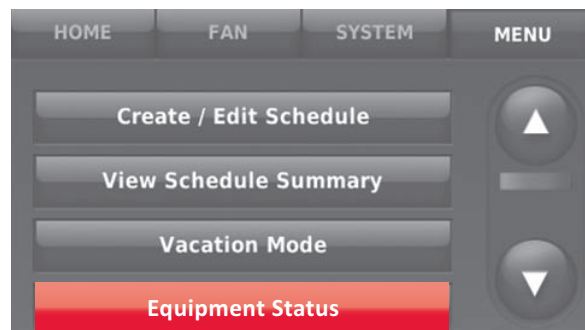 HOME FAN SYSTEM MENU
Create / Edit Schedule
View Schedule Summary
Vacation Mode
Equipment Status